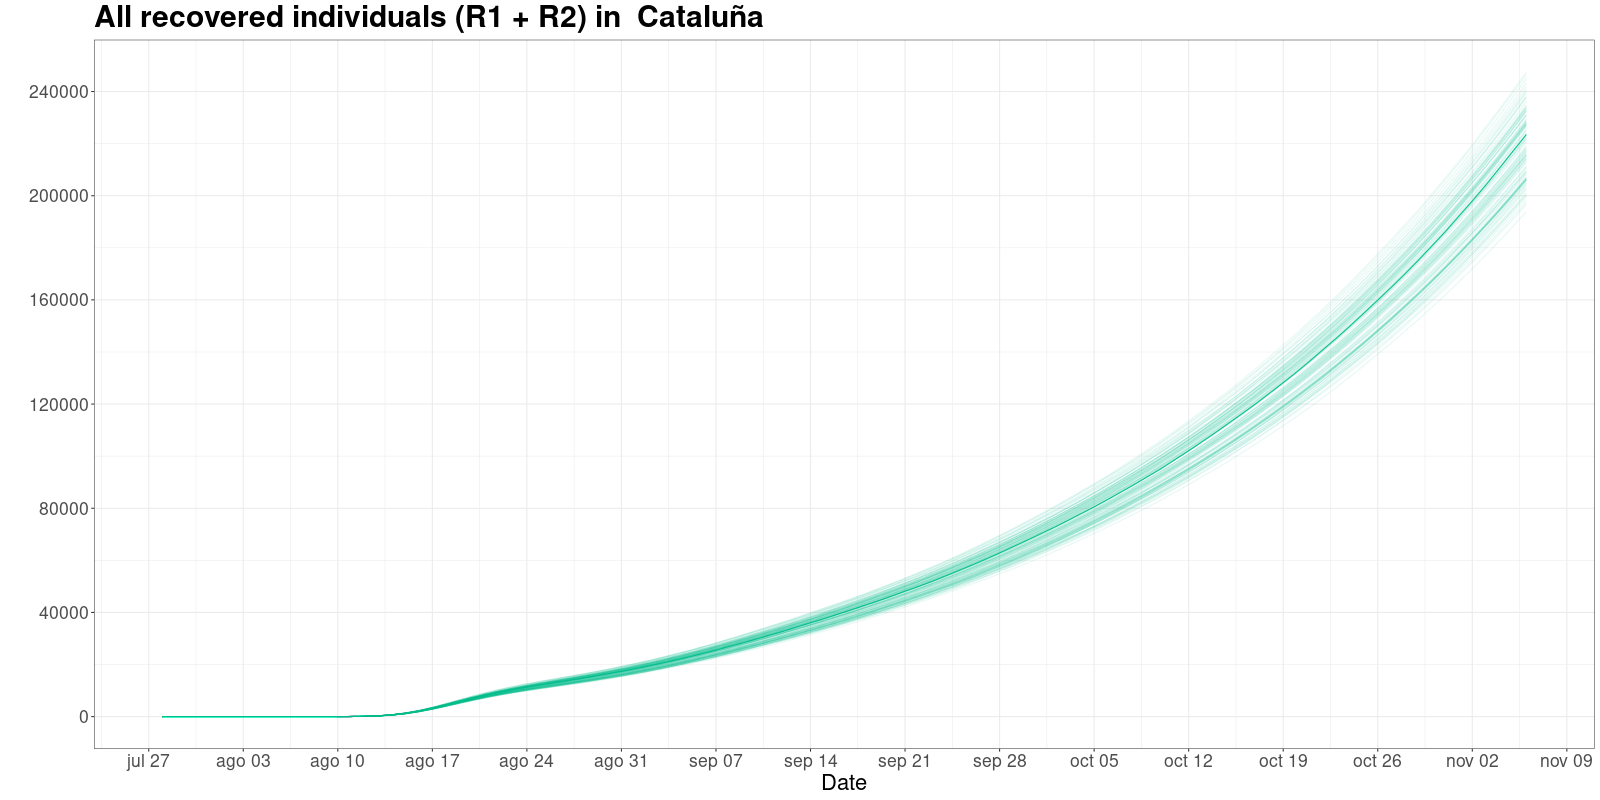 All recovered individuals (R1 + R2) in  Cataluña
240000
200000
160000
120000
80000
40000
0
jul 27 ago 03 ago 10 ago 17 ago 24 ago 31 sep 07 sep 14 sep 21 sep 28 oct 05 oct 12 oct 19 oct 26 nov 02 nov 09
Date